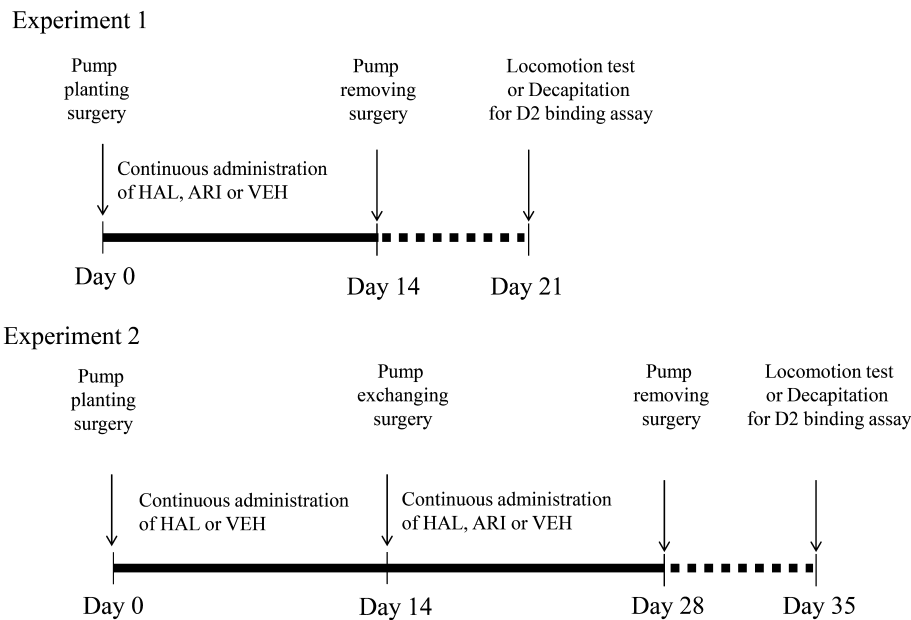 Experiment 1
Pump
planting
surgery
Pump
removing
surgery
Locomotion test
or Decapitation
for D2 binding assay
Continuous administration
of HAL, ARI or VEH
Day 0
Day 14
Day 21
Experiment 2
Pump
planting
surgery
Pump
exchanging
surgery
Pump
removing
surgery
Locomotion test
or Decapitation
for D2 binding assay
Continuous administration
of HAL or VEH
Continuous administration
of HAL, ARI or VEH
Day 0
Day 14
Day 28
Day 35